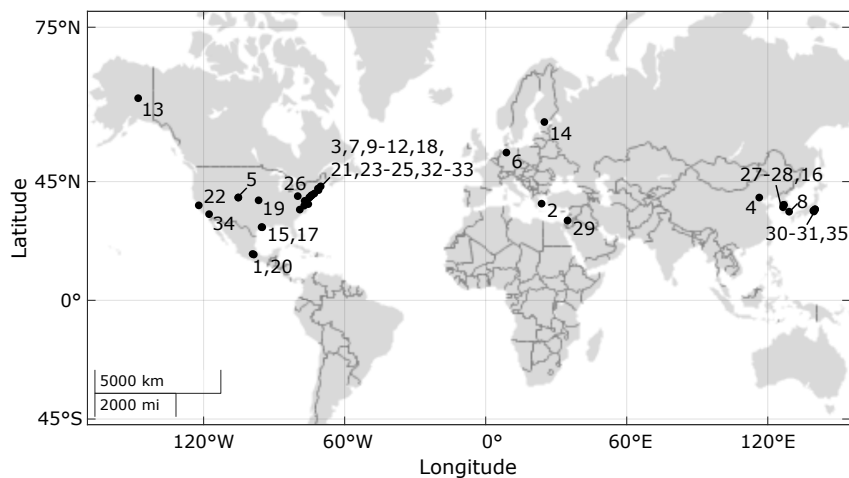 75°N
3,7,9-12,18,
13
14
21,23-25,32-33
6
27-28,16
45°N
5
26
22
19
4
8
34
2
15,17
29
30-31,35
1,20
Latitude
0°
5000 km
2000 mi
45°S
120°W
60°W
0°
60°E
120°E
Longitude